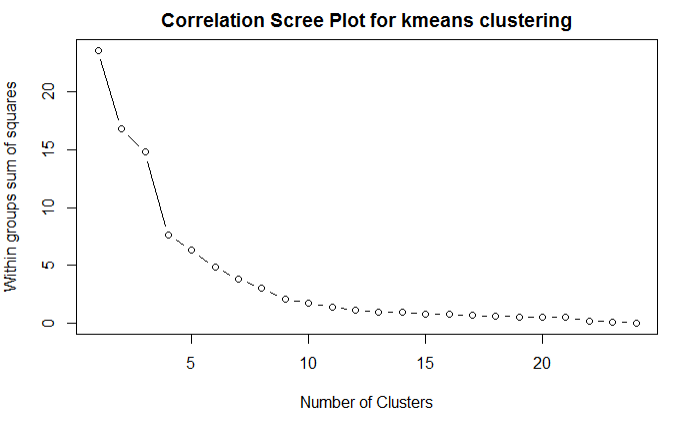 Correlation Scree Plot for kmeans clustering
Within groups sum of squares
20
15
10
5
0
5 10 15 20
Number of Clusters